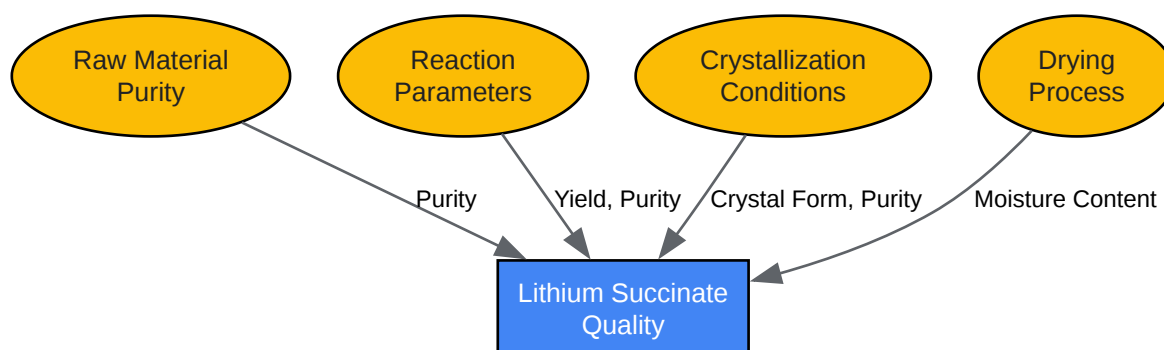 Raw Material
Purity
Reaction
Parameters
Crystallization
Conditions
Drying
Process
Purity
Yield, Purity
Crystal Form, Purity
Moisture Content
Lithium Succinate
Quality